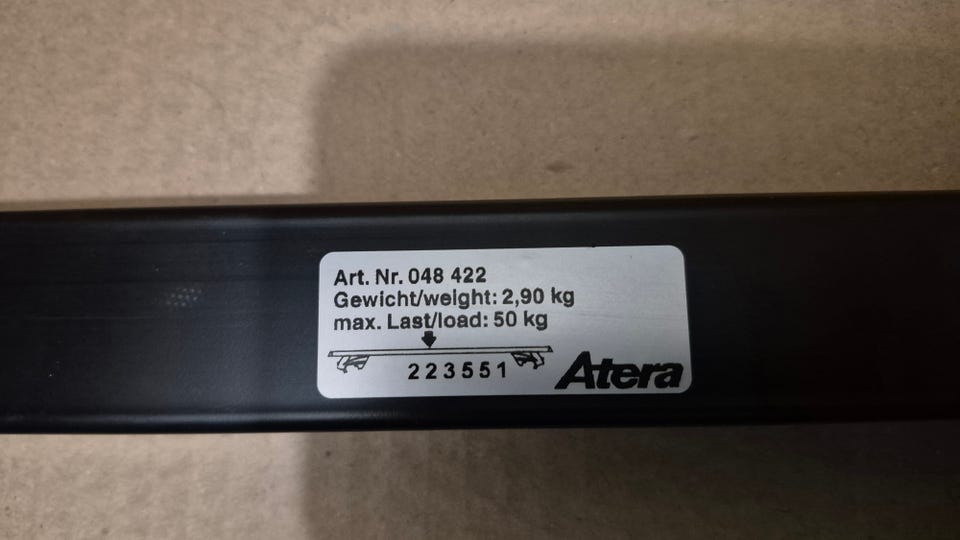 Art. Nr. 048 422
Gewicht/weight: 2,90 kg
max. Last/load: 50 kg
223551
Atera